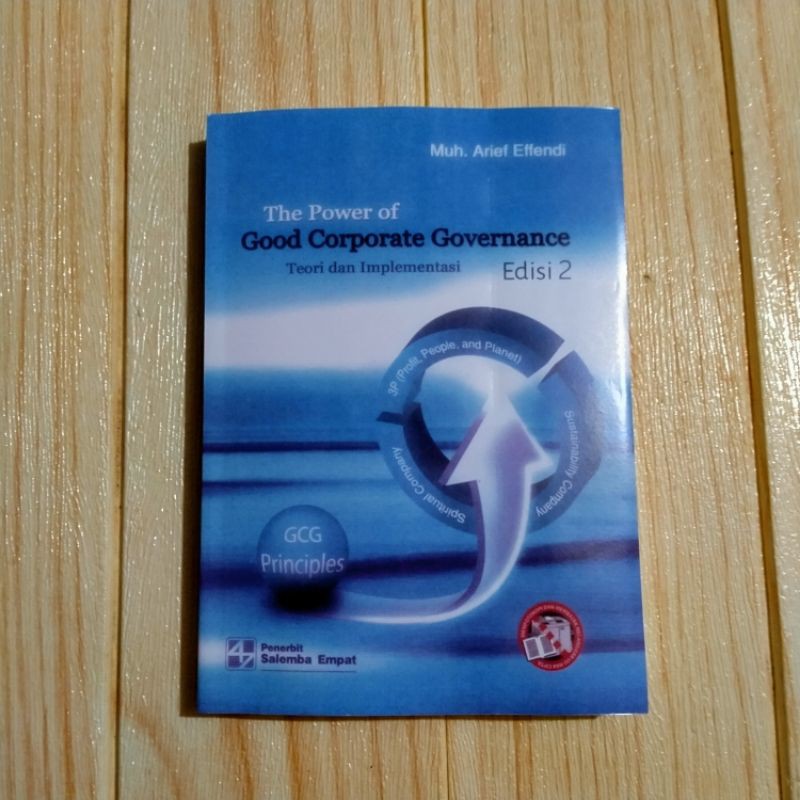 Muh. Arief Effendi
The Power of
Good Corporate Governance
Teori dan Implementasi
Edisi 2
3P (Profit, People, and Planet)
Sustainability Company
Spiritual Company
GCG
Principles
Penerbit
Salemba Empat